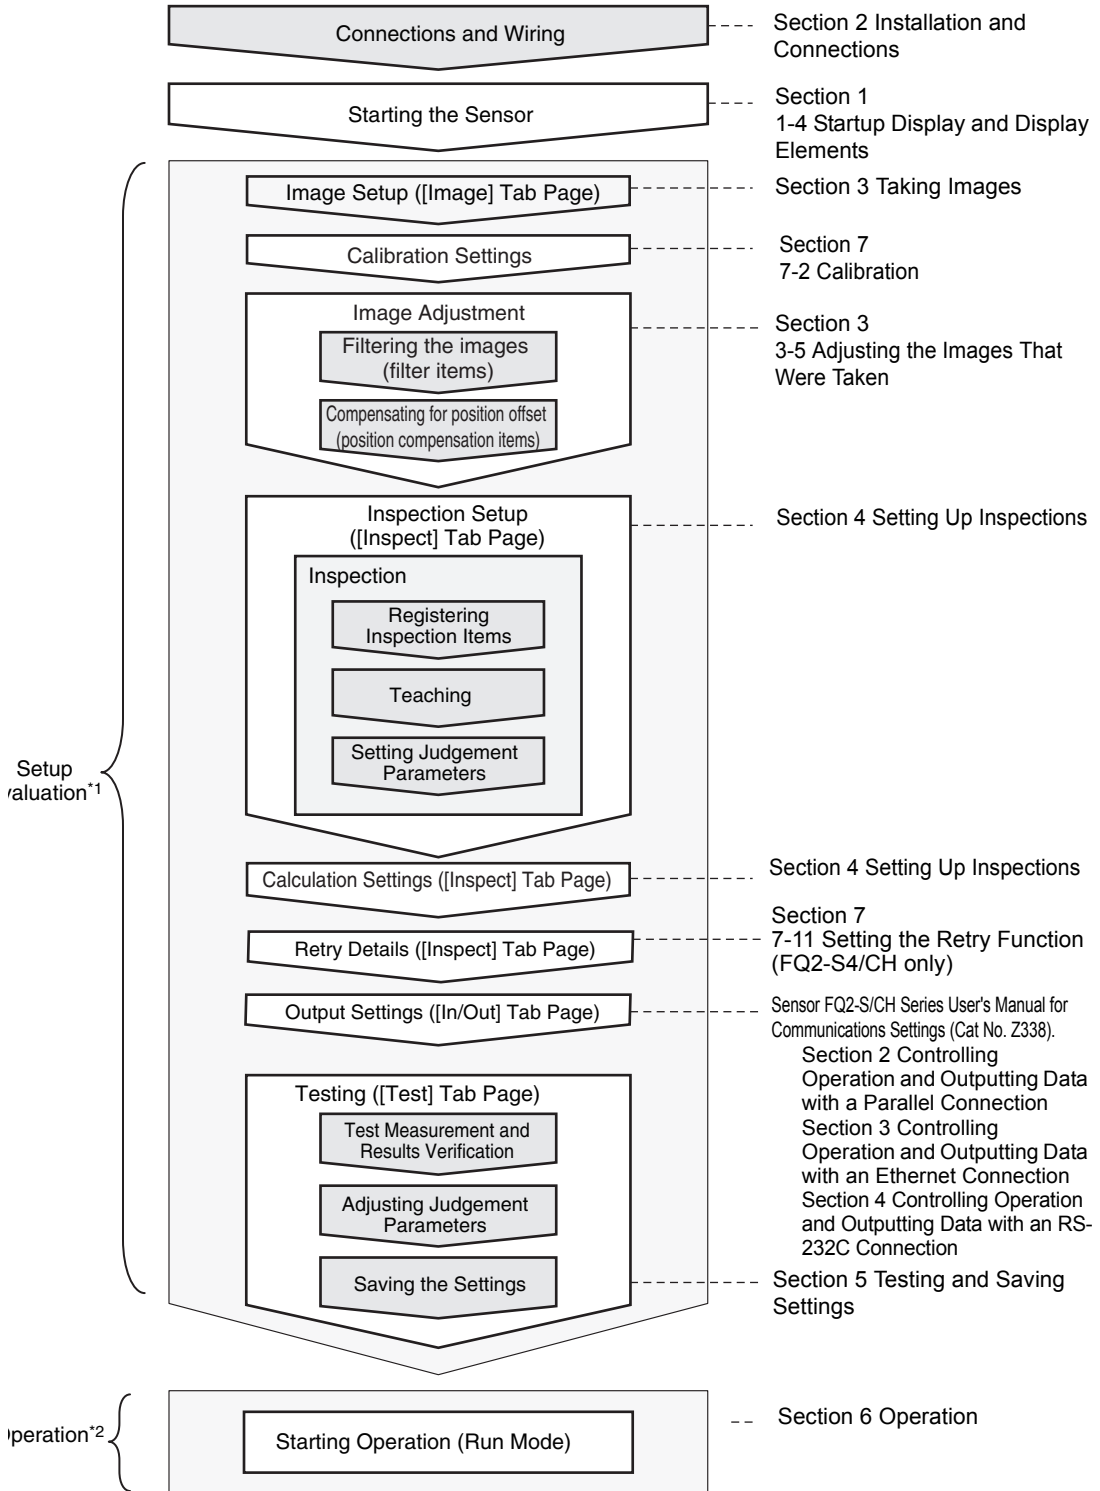 Connections and Wiring
Section 2 Installation and
Connections
Starting the Sensor
Section 1
1-4 Startup Display and Display
Elements
Image Setup ([Image] Tab Page)
Section 3 Taking Images
Calibration Settings
Section 7
7-2 Calibration
Image Adjustment
Filtering the images
(filter items)
Compensating for position offset
(position compensation items)
Section 3
3-5 Adjusting the Images That
Were Taken
Inspection Setup
([Inspect] Tab Page)
Section 4 Setting Up Inspections
Inspection
Registering
Inspection Items
Teaching
Setting Judgement
Parameters
Setup
valuation*1
Calculation Settings ([Inspect] Tab Page)
Section 4 Setting Up Inspections
Retry Details ([Inspect] Tab Page)
Section 7
7-11 Setting the Retry Function
(FQ2-S4/CH only)
Output Settings ([In/Out] Tab Page)
Sensor FQ2-S/CH Series User's Manual for
Communications Settings (Cat No. Z338).
Section 2 Controlling
Operation and Outputting Data
with a Parallel Connection
Section 3 Controlling
Operation and Outputting Data
with an Ethernet Connection
Section 4 Controlling Operation
and Outputting Data with an RS-
232C Connection
Testing ([Test] Tab Page)
Test Measurement and
Results Verification
Adjusting Judgement
Parameters
Saving the Settings
Section 5 Testing and Saving
Settings
peration*2
Starting Operation (Run Mode)
Section 6 Operation